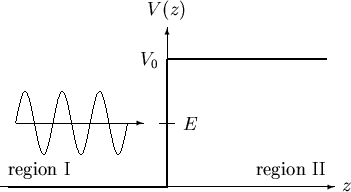 V(z)
V₀
E
region I
region II
z